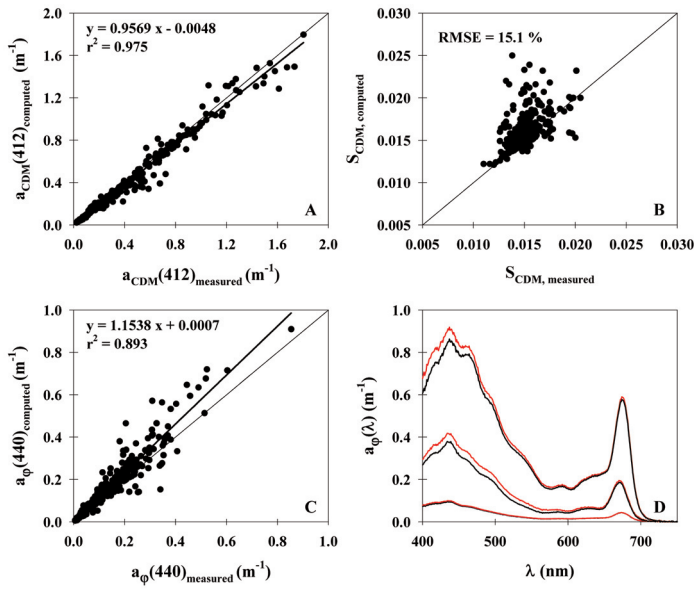 y = 0.9569 x - 0.0048
r² = 0.975
2.0
1.6
1.2
0.8
0.4
0.0
a_CDM(412)_computed (m⁻¹)
A
0.0 0.4 0.8 1.2 1.6 2.0
a_CDM(412)_measured (m⁻¹)
RMSE = 15.1 %
0.030
0.025
0.020
0.015
0.010
0.005
S_CDM, computed
B
0.005 0.010 0.015 0.020 0.025 0.030
S_CDM, measured
y = 1.1538 x + 0.0007
r² = 0.893
1.0
0.8
0.6
0.4
0.2
0.0
a_φ(440)_computed (m⁻¹)
C
0.0 0.2 0.4 0.6 0.8 1.0
a_φ(440)_measured (m⁻¹)
1.0
0.8
0.6
0.4
0.2
0.0
a_φ(λ) (m⁻¹)
D
400 500 600 700
λ (nm)